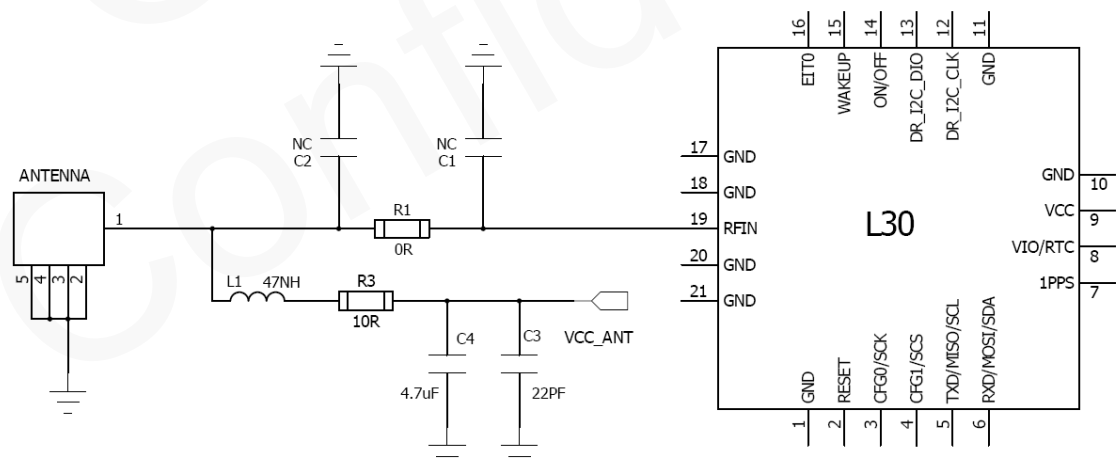 Confid
16
15
14
13
12
11
EIT0
WAKEUP
ON/OFF
DR_I2C_DIO
DR_I2C_CLK
GND
NC
C2
NC
C1
17 GND
18 GND
19 RFIN
20 GND
21 GND
L30
GND 10
VCC 9
VIO/RTC 8
1PPS 7
ANTENNA
1
5
4
3
2
R1
0R
L1 47NH
R3
10R
C4
4.7uF
C3
22PF
VCC_ANT
GND
RESET
CFG0/SCK
CFG1/SCS
TXD/MISO/SCL
RXD/MOSI/SDA
1
2
3
4
5
6